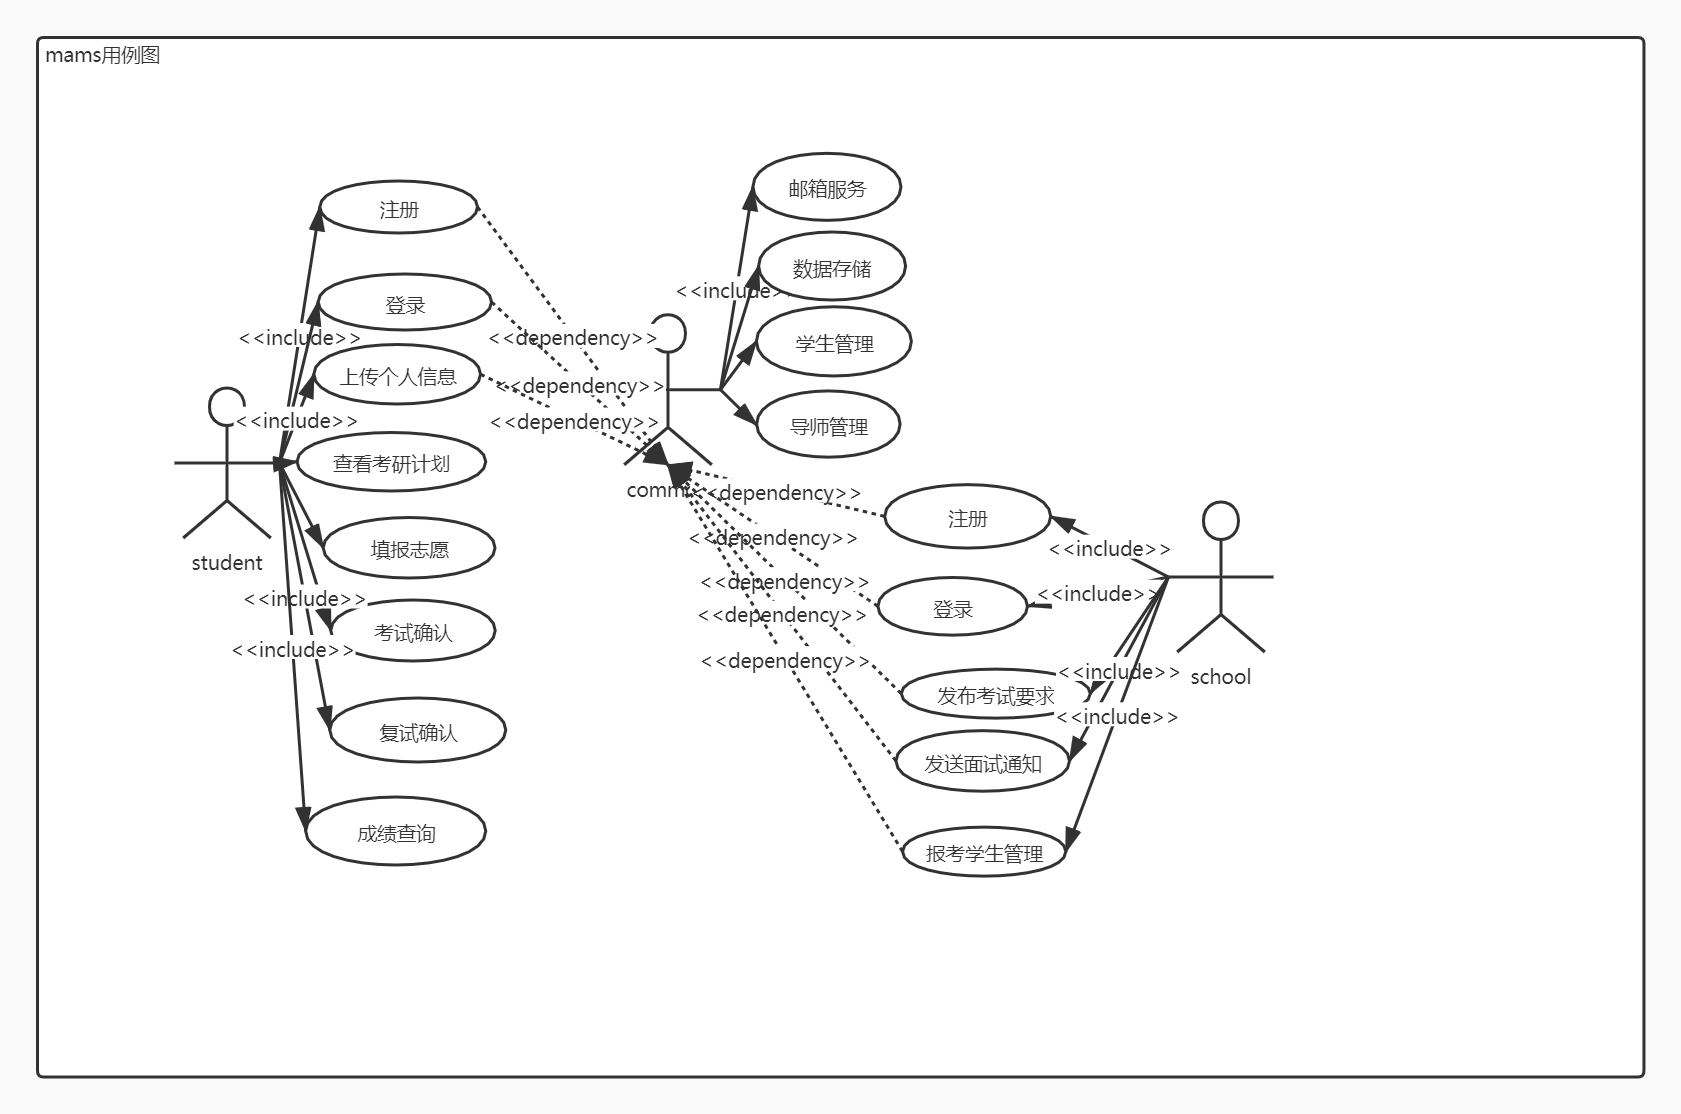 mams用例图
注册
登录
<<include>>
上传个人信息
<<include>>
查看考研计划
填报志愿
student
<<include>>
考试确认
<<include>>
复试确认
成绩查询
<<dependency>>
<<dependency>>
<<dependency>>
邮箱服务
数据存储
<<include>>
学生管理
导师管理
<<dependency>>
<<dependency>>
<<dependency>>
<<dependency>>
<<dependency>>
注册
<<include>>
登录
<<include>>
发布考试要求
<<include>>
school
<<include>>
发送面试通知
报考学生管理